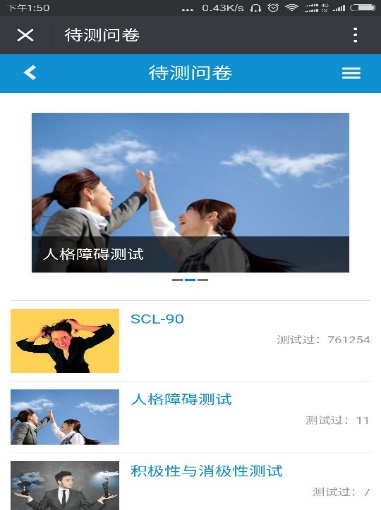 下午1:50
... 0.43K/s
待测问卷
待测问卷
人格障碍测试
SCL-90
测试过：761254
人格障碍测试
测试过：11
积极性与消极性测试
测试过：7